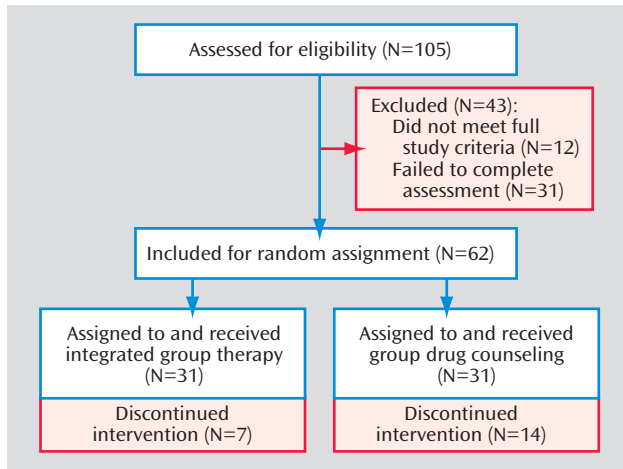 Assessed for eligibility (N=105)
Excluded (N=43):
Did not meet full
study criteria (N=12)
Failed to complete
assessment (N=31)
Included for random assignment (N=62)
Assigned to and received
integrated group therapy
(N=31)
Discontinued
intervention (N=7)
Assigned to and received
group drug counseling
(N=31)
Discontinued
intervention (N=14)